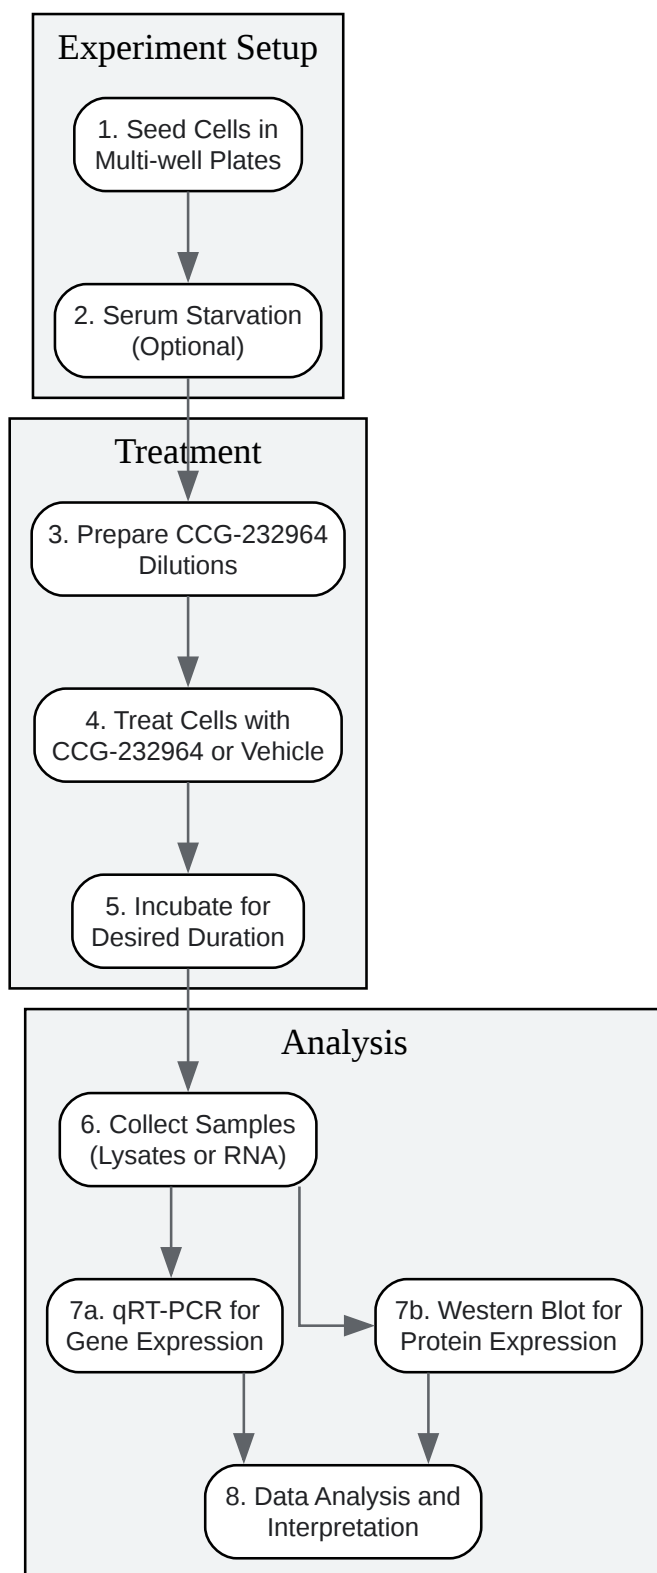 Experiment Setup
1. Seed Cells in
Multi-well Plates
2. Serum Starvation
(Optional)
Treatment
3. Prepare CCG-232964
Dilutions
4. Treat Cells with
CCG-232964 or Vehicle
5. Incubate for
Desired Duration
Analysis
6. Collect Samples
(Lysates or RNA)
7a. qRT-PCR for
Gene Expression
7b. Western Blot for
Protein Expression
8. Data Analysis and
Interpretation